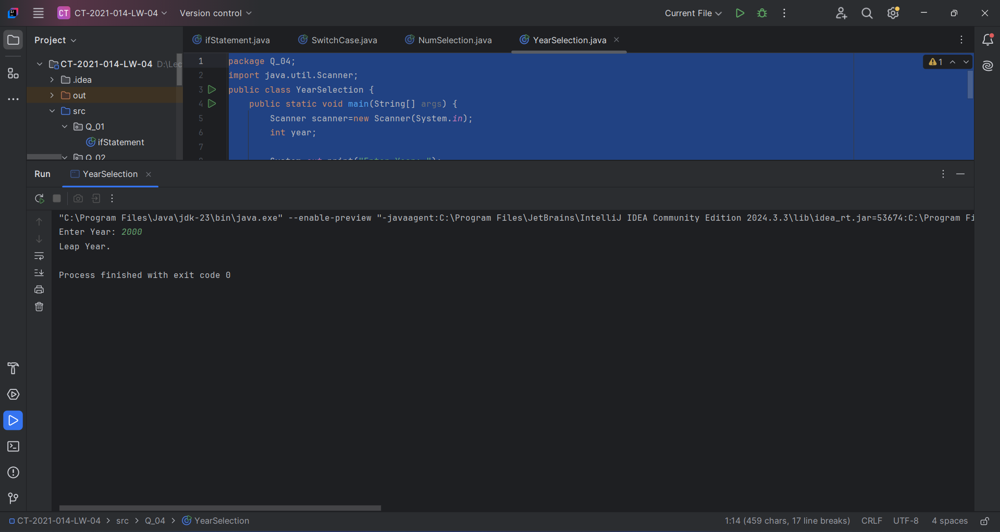 CT CT-2021-014-LW-04 Version control Current File
Project
ifStatement.java SwitchCase.java NumSelection.java YearSelection.java
CT-2021-014-LW-04 D:\Lec
.idea
out
src
Q_01
ifStatement
Q_02
1 package Q_04;
2 import java.util.Scanner;
3 public class YearSelection {
4 public static void main(String[] args) {
5 Scanner scanner=new Scanner(System.in);
6 int year;
7
8 System.out.print("Enter Year: ");
1
Run YearSelection
"C:\Program Files\Java\jdk-23\bin\java.exe" --enable-preview "-javaagent:C:\Program Files\JetBrains\IntelliJ IDEA Community Edition 2024.3.3\lib\idea_rt.jar=53674:C:\Program Fi
Enter Year: 2000
Leap Year.
Process finished with exit code 0
CT-2021-014-LW-04 > src > Q_04 > YearSelection 1:14 (459 chars, 17 line breaks) CRLF UTF-8 4 spaces